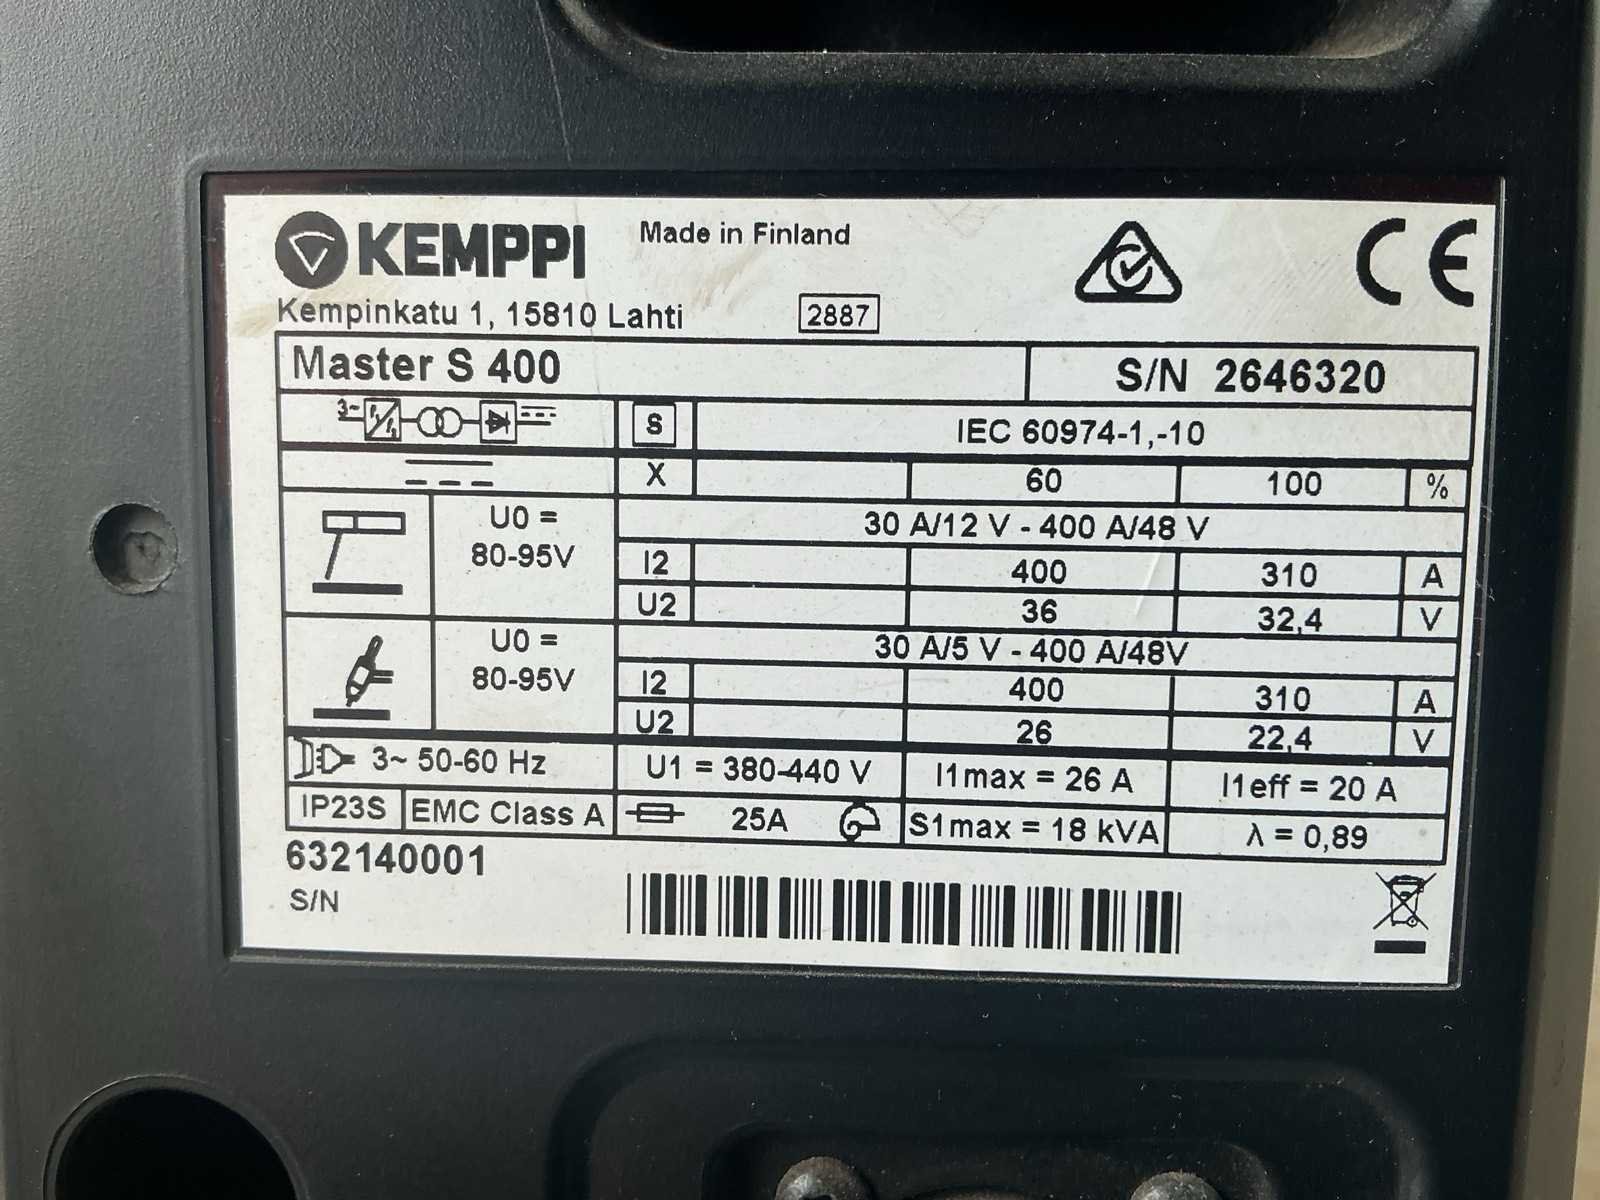 KEMPPI Made in Finland CE
Kempinkatu 1, 15810 Lahti 2887
Master S 400 S/N 2646320
3~ S IEC 60974-1,-10
X 60 100 %
U0 = 80-95V
30 A/12 V - 400 A/48 V
I2 400 310 A
U2 36 32,4 V
U0 = 80-95V
30 A/5 V - 400 A/48V
I2 400 310 A
U2 26 22,4 V
3~ 50-60 Hz U1 = 380-440 V I1max = 26 A I1eff = 20 A
IP23S EMC Class A 25A S1max = 18 kVA λ = 0,89
632140001
S/N